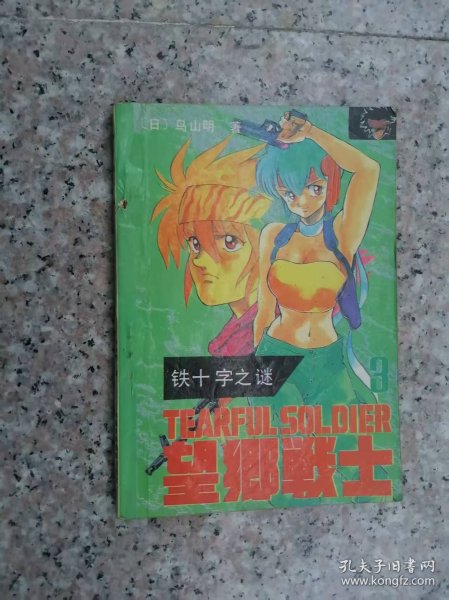 〔日〕鸟山明 著
铁十字之谜
3
TEARFUL SOLDIER
望郷戦士
孔夫子旧书网
www.kongfz.com